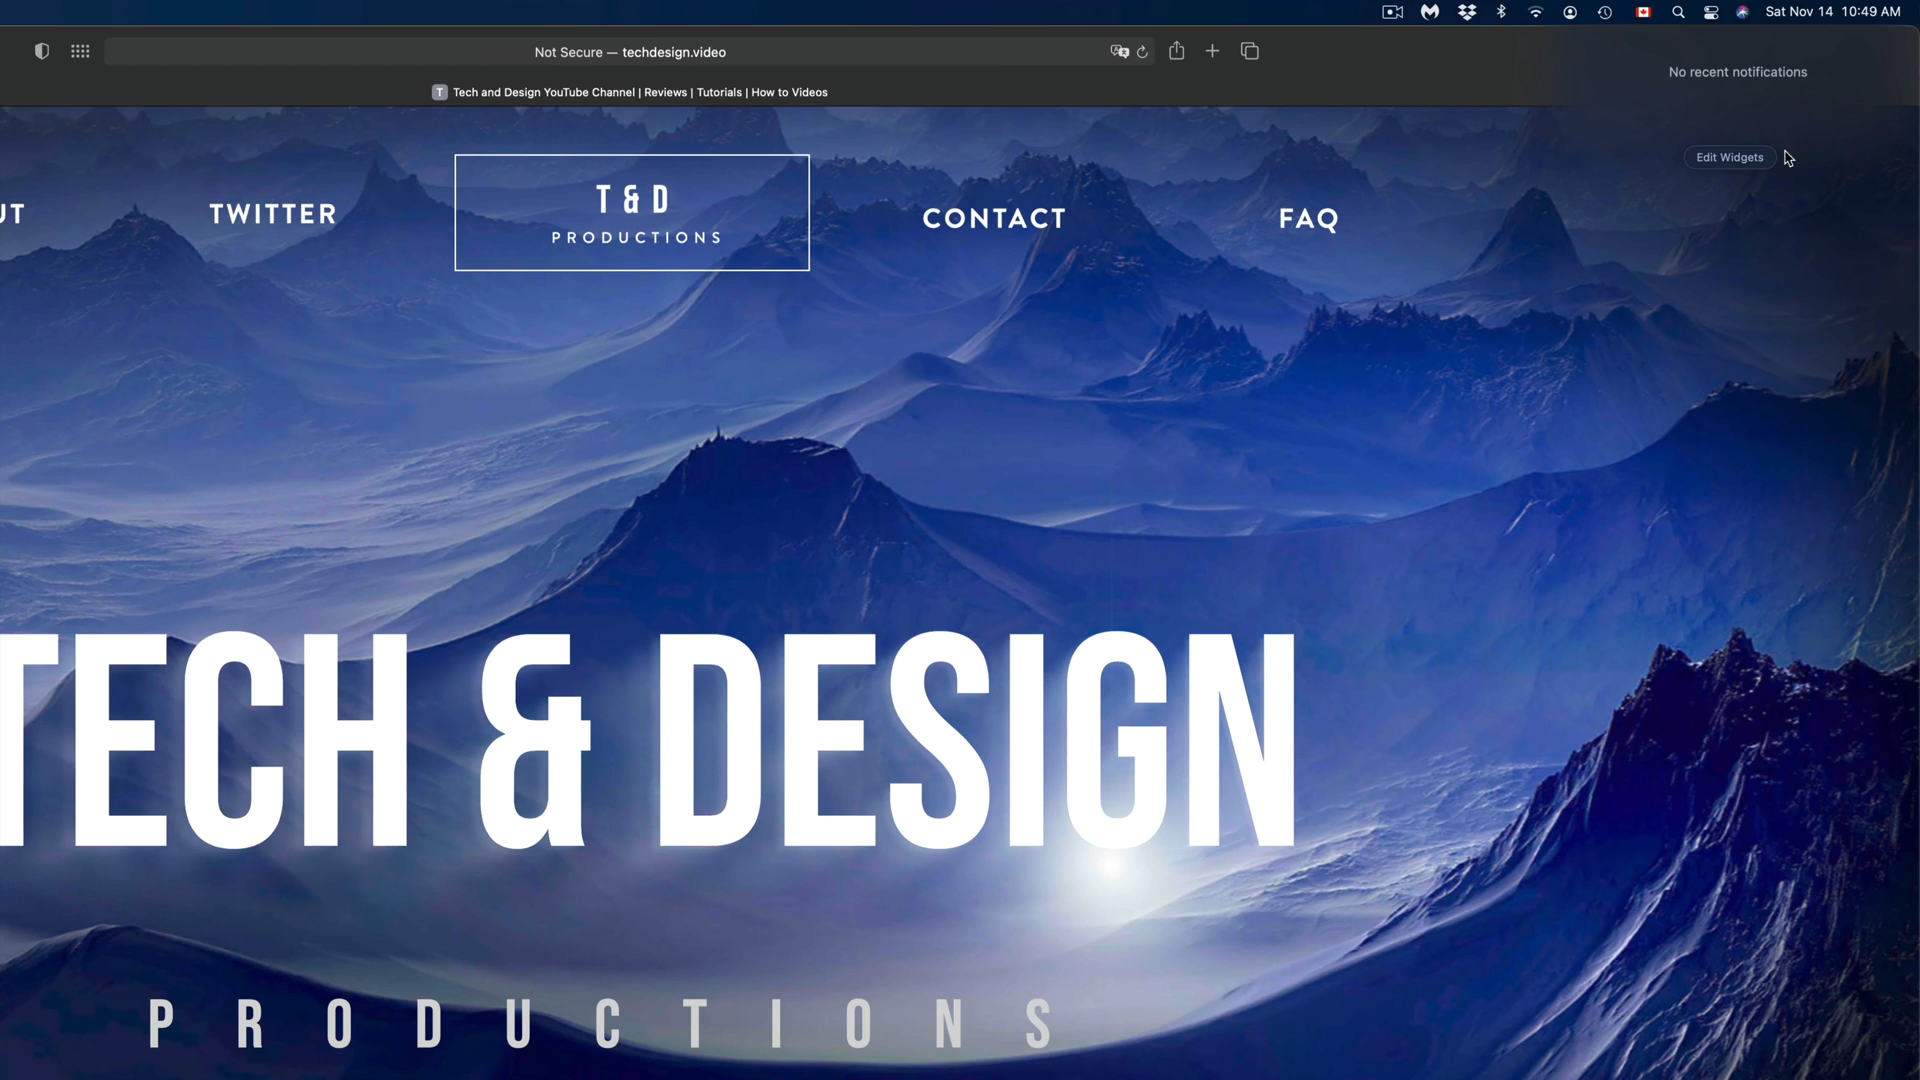 Sat Nov 14 10:49 AM
Not Secure — techdesign.video
No recent notifications
T Tech and Design YouTube Channel | Reviews | Tutorials | How to Videos
Edit Widgets
UT TWITTER T & D CONTACT FAQ
PRODUCTIONS
TECH & DESIGN
PRODUCTIONS